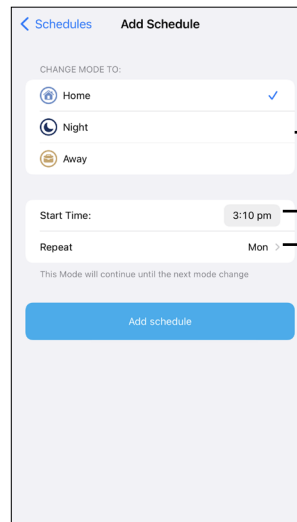 Schedules Add Schedule
CHANGE MODE TO:
Home
Night
Away
Start Time: 3:10 pm
Repeat Mon
This Mode will continue until the next mode change
Add schedule